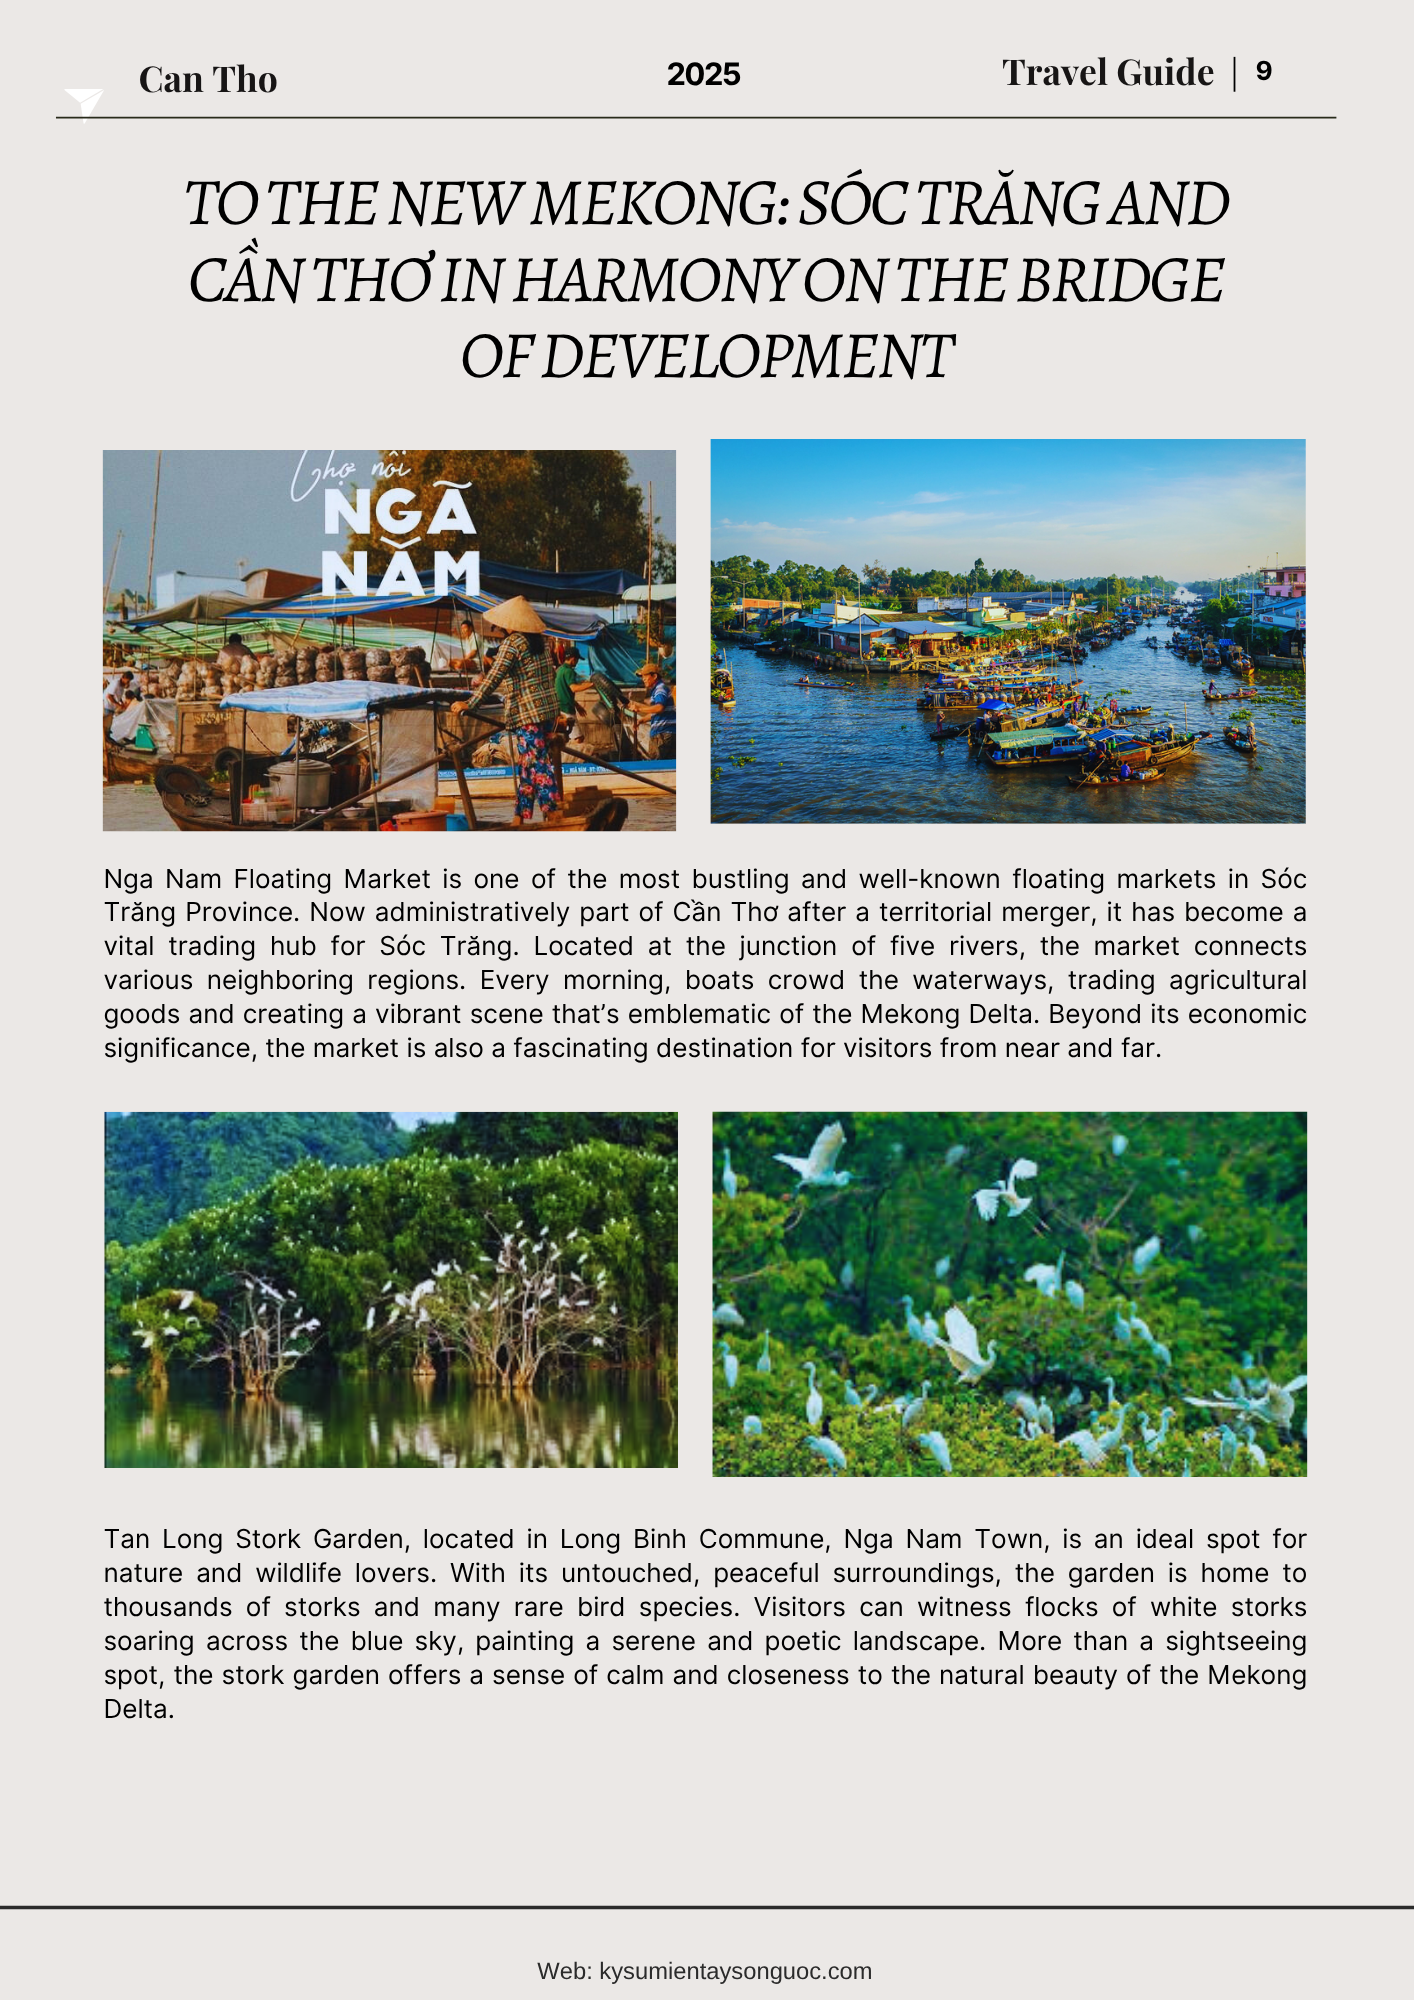 Can Tho
2025
Travel Guide | 9
TO THE NEW MEKONG: SÓC TRĂNG AND
CẦN THƠ IN HARMONY ON THE BRIDGE
OF DEVELOPMENT
Chợ nổi
NGÃ
NĂM
Nga Nam Floating Market is one of the most bustling and well-known floating markets in Sóc
Trăng Province. Now administratively part of Cần Thơ after a territorial merger, it has become a
vital trading hub for Sóc Trăng. Located at the junction of five rivers, the market connects
various neighboring regions. Every morning, boats crowd the waterways, trading agricultural
goods and creating a vibrant scene that’s emblematic of the Mekong Delta. Beyond its economic
significance, the market is also a fascinating destination for visitors from near and far.
Tan Long Stork Garden, located in Long Binh Commune, Nga Nam Town, is an ideal spot for
nature and wildlife lovers. With its untouched, peaceful surroundings, the garden is home to
thousands of storks and many rare bird species. Visitors can witness flocks of white storks
soaring across the blue sky, painting a serene and poetic landscape. More than a sightseeing
spot, the stork garden offers a sense of calm and closeness to the natural beauty of the Mekong
Delta.
Web: kysumientaysonguoc.com